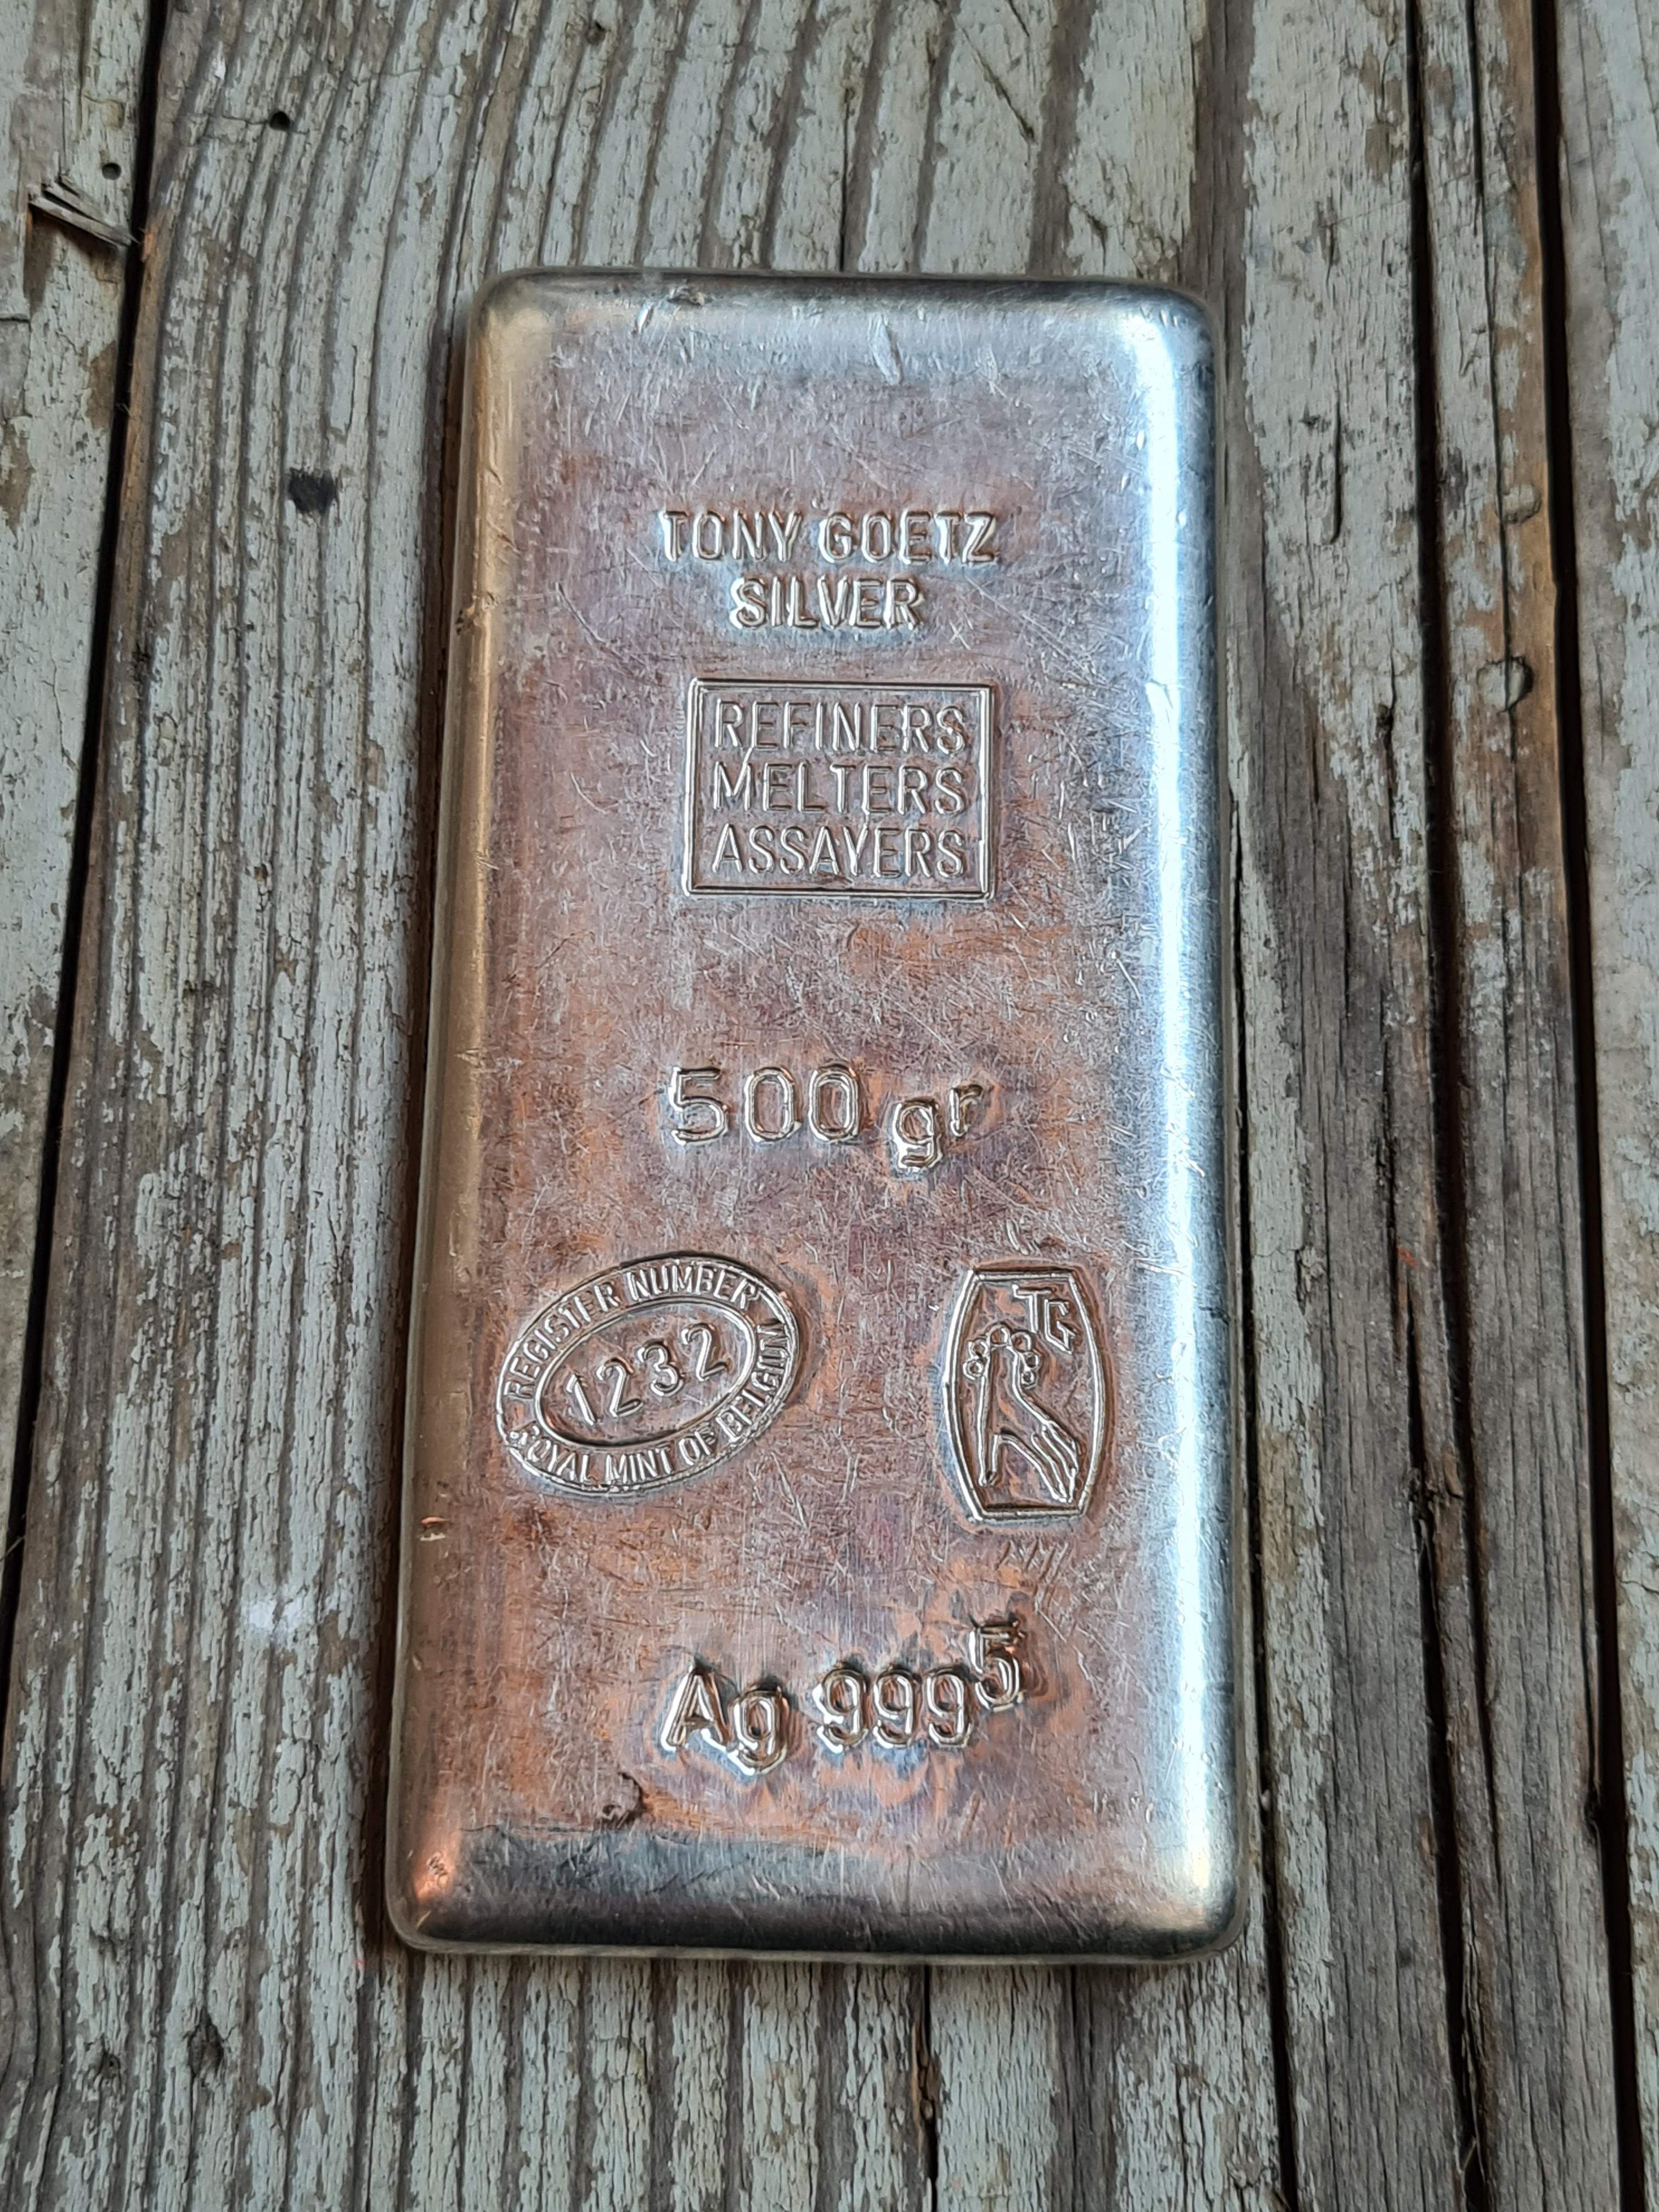 TONY GOETZ
SILVER
REFINERS
MELTERS
ASSAYERS
500 gr
REGISTER NUMBER
1232
ROYAL MINT OF BELGIUM
TG
Ag 999⁵